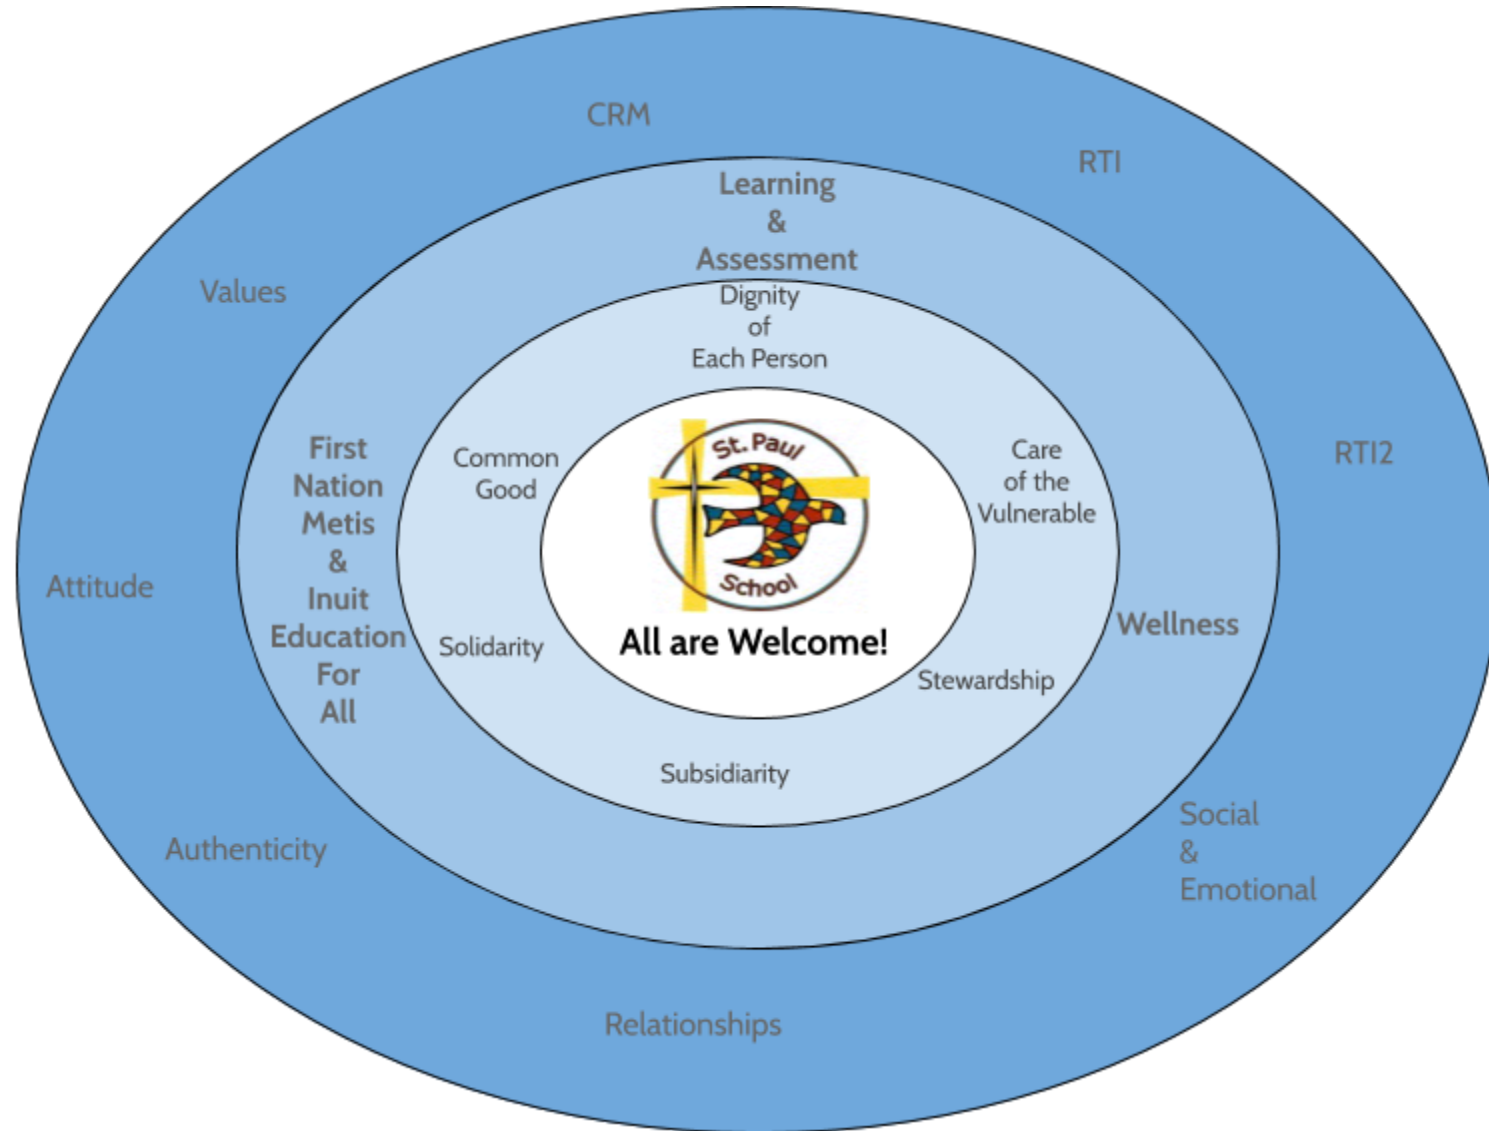 CRM
RTI
Learning
&
Assessment
Values
Dignity
of
Each Person
First
Nation
Metis
&
Inuit
Education
For
All
Common
Good
St. Paul
School
All are Welcome!
Care
of the
Vulnerable
RTI2
Attitude
Solidarity
Wellness
Stewardship
Subsidiarity
Authenticity
Social
&
Emotional
Relationships